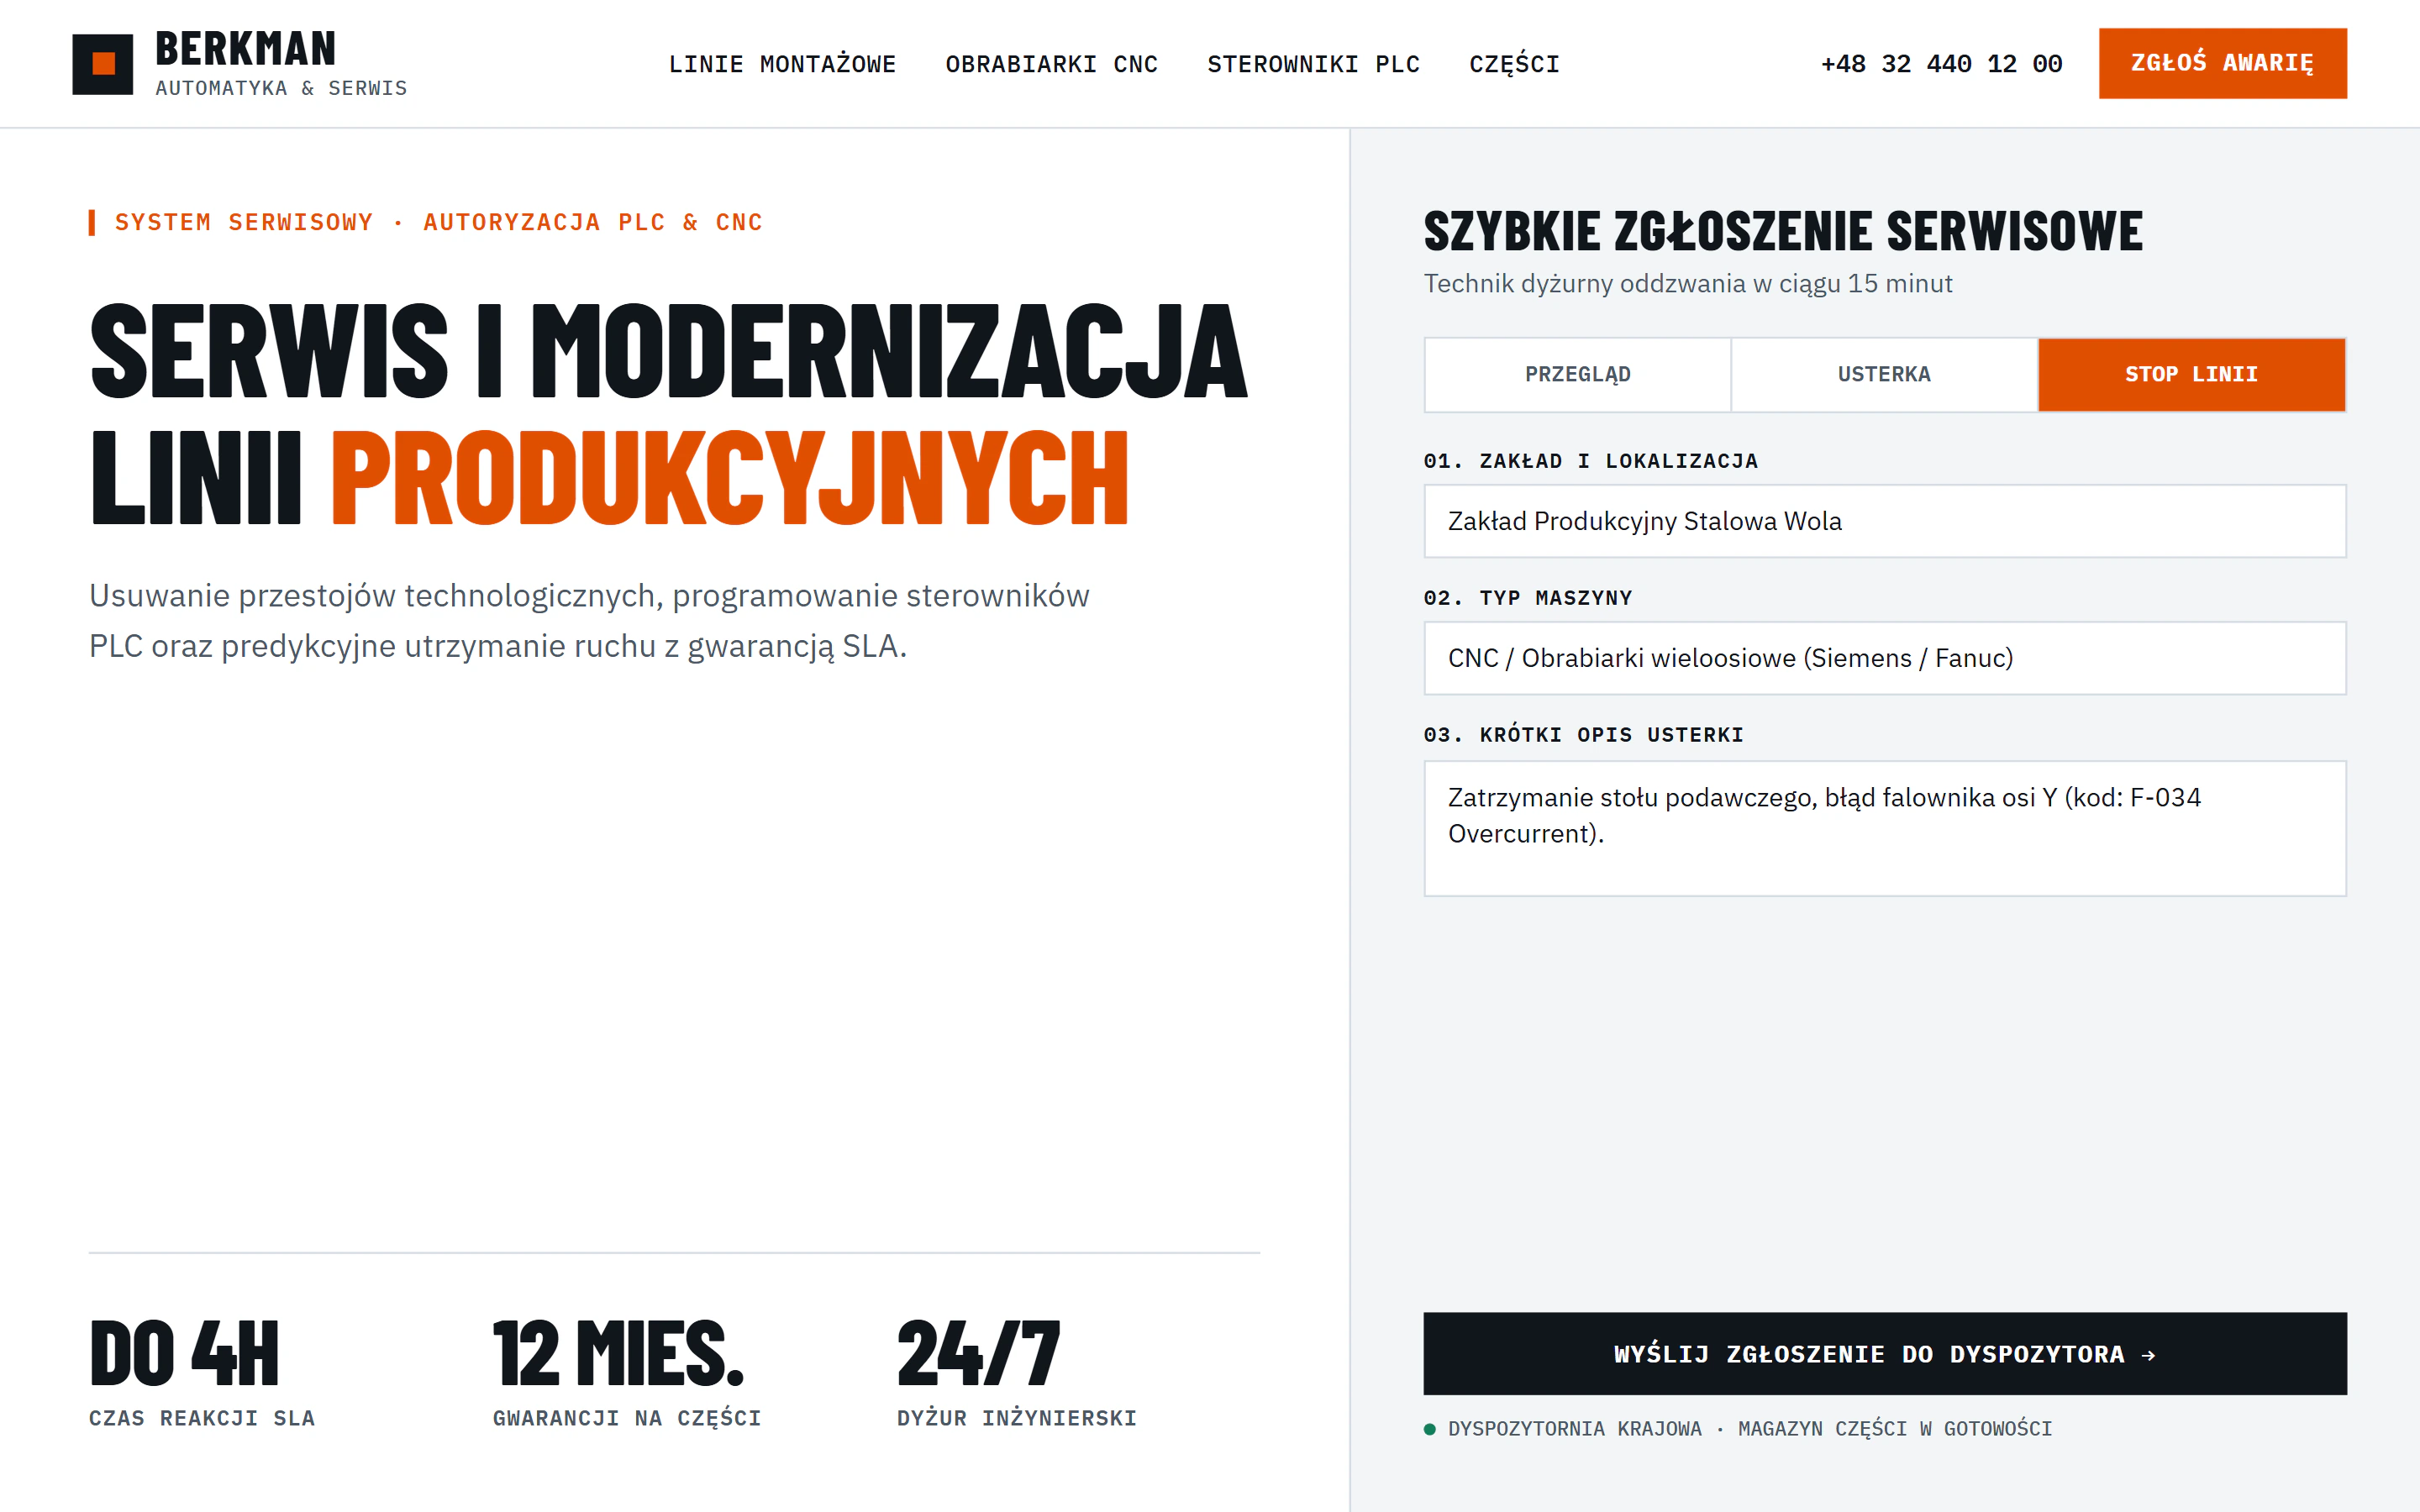 BERKMAN
AUTOMATYKA & SERWIS
LINIE MONTAŻOWE
OBRABIARKI CNC
STEROWNIKI PLC
CZĘŚCI
+48 32 440 12 00
ZGŁOŚ AWARIĘ
SYSTEM SERWISOWY · AUTORYZACJA PLC & CNC
SERWIS I MODERNIZACJA
LINII PRODUKCYJNYCH
Usuwanie przestojów technologicznych, programowanie sterowników
PLC oraz predykcyjne utrzymanie ruchu z gwarancją SLA.
DO 4H
CZAS REAKCJI SLA
12 MIES.
GWARANCJI NA CZĘŚCI
24/7
DYŻUR INŻYNIERSKI
SZYBKIE ZGŁOSZENIE SERWISOWE
Technik dyżurny oddzwania w ciągu 15 minut
PRZEGLĄD
USTERKA
STOP LINII
01. ZAKŁAD I LOKALIZACJA
Zakład Produkcyjny Stalowa Wola
02. TYP MASZYNY
CNC / Obrabiarki wieloosiowe (Siemens / Fanuc)
03. KRÓTKI OPIS USTERKI
Zatrzymanie stołu podawczego, błąd falownika osi Y (kod: F-034
Overcurrent).
WYŚLIJ ZGŁOSZENIE DO DYSPOZYTORA →
DYSPOZYTORNIA KRAJOWA · MAGAZYN CZĘŚCI W GOTOWOŚCI